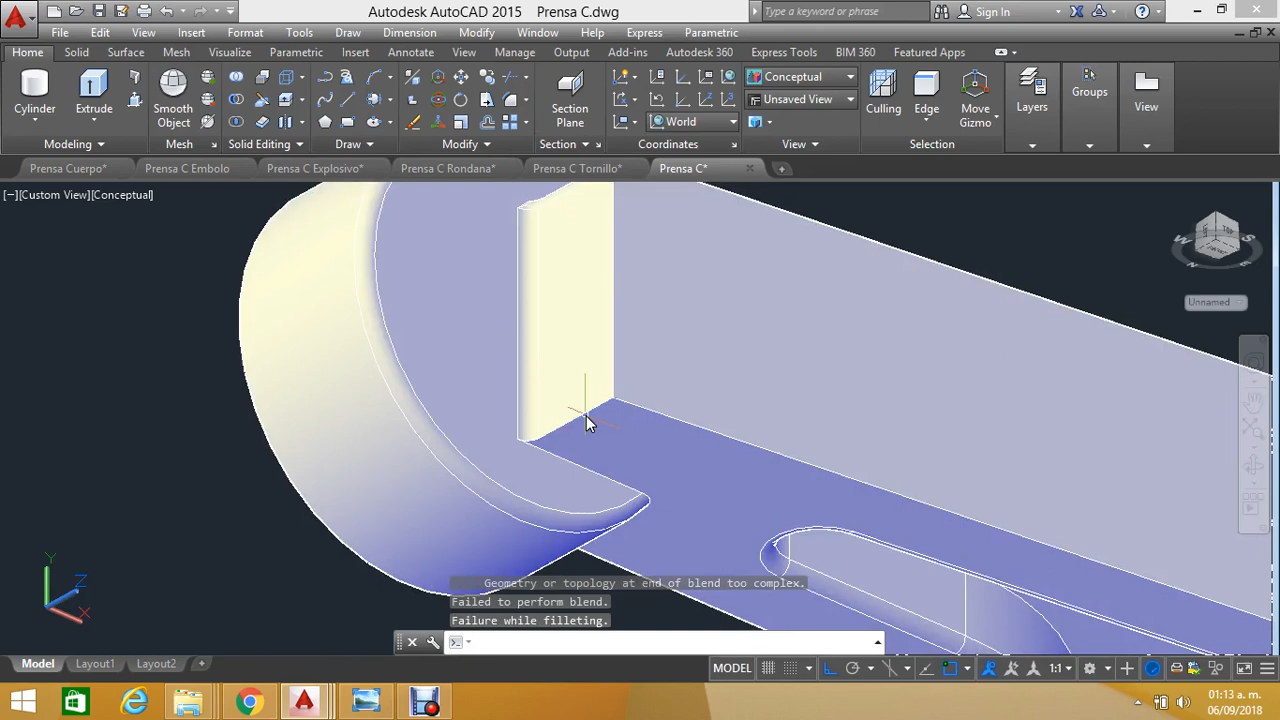 Autodesk AutoCAD 2015 Prensa C.dwg
Type a keyword or phrase
Sign In
File Edit View Insert Format Tools Draw Dimension Modify Window Help Express Parametric
Home Solid Surface Mesh Visualize Parametric Insert Annotate View Manage Output Add-ins Autodesk 360 Express Tools BIM 360 Featured Apps
Cylinder
Extrude
Smooth
Object
Section
Plane
Conceptual
Unsaved View
World
Culling
Edge
Move
Gizmo
Layers
Groups
View
Modeling Mesh Solid Editing Draw Modify Section Coordinates View Selection
Prensa Cuerpo* Prensa C Embolo Prensa C Explosivo* Prensa C Rondana* Prensa C Tornillo* Prensa C*
[−][Custom View][Conceptual]
TOP
W
S
N
E
Unnamed
Y
Z
X
Geometry or topology at end of blend too complex.
Failed to perform blend.
Failure while filleting.
Model Layout1 Layout2 +
MODEL
1:1
01:13 a. m.
06/09/2018